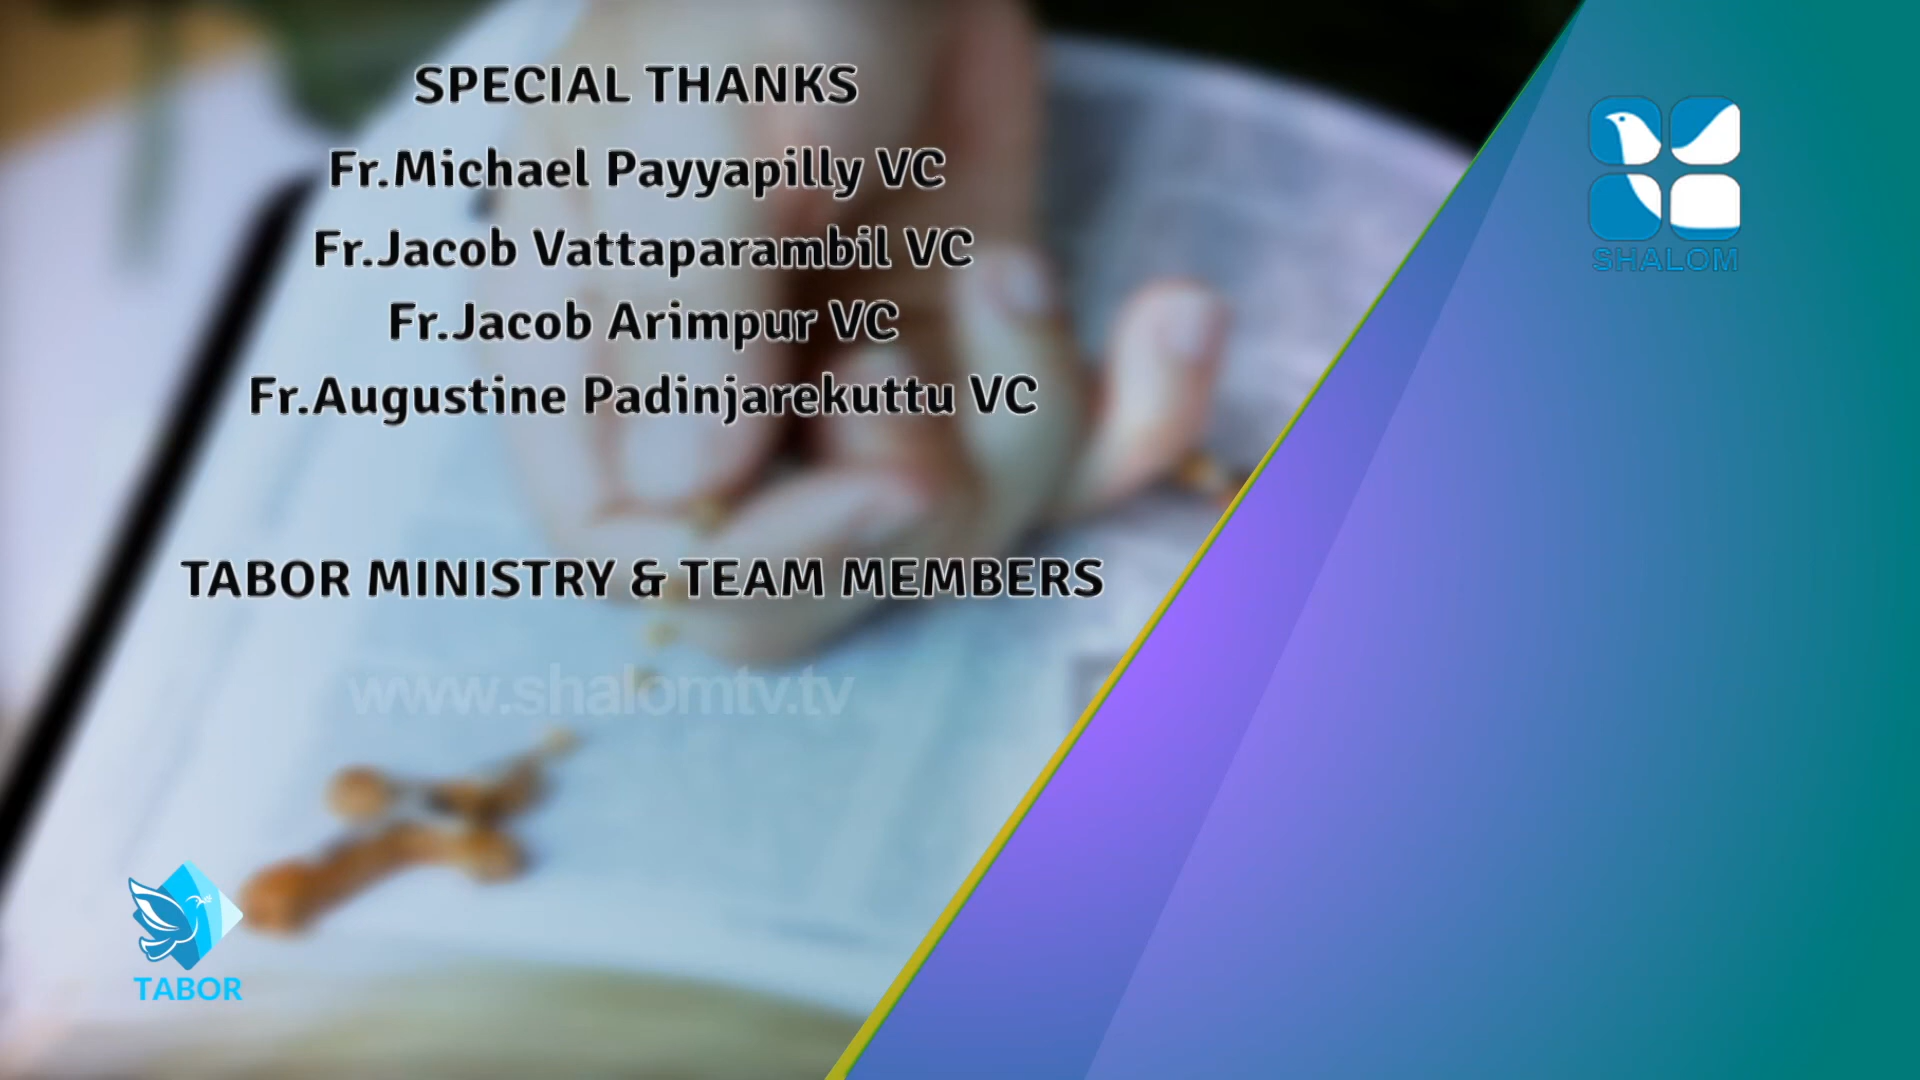 SPECIAL THANKS
Fr.Michael Payyapilly VC
Fr.Jacob Vattaparambil VC
Fr.Jacob Arimpur VC
Fr.Augustine Padinjarekuttu VC
TABOR MINISTRY & TEAM MEMBERS
www.shalomtv.tv
SHALOM
TABOR